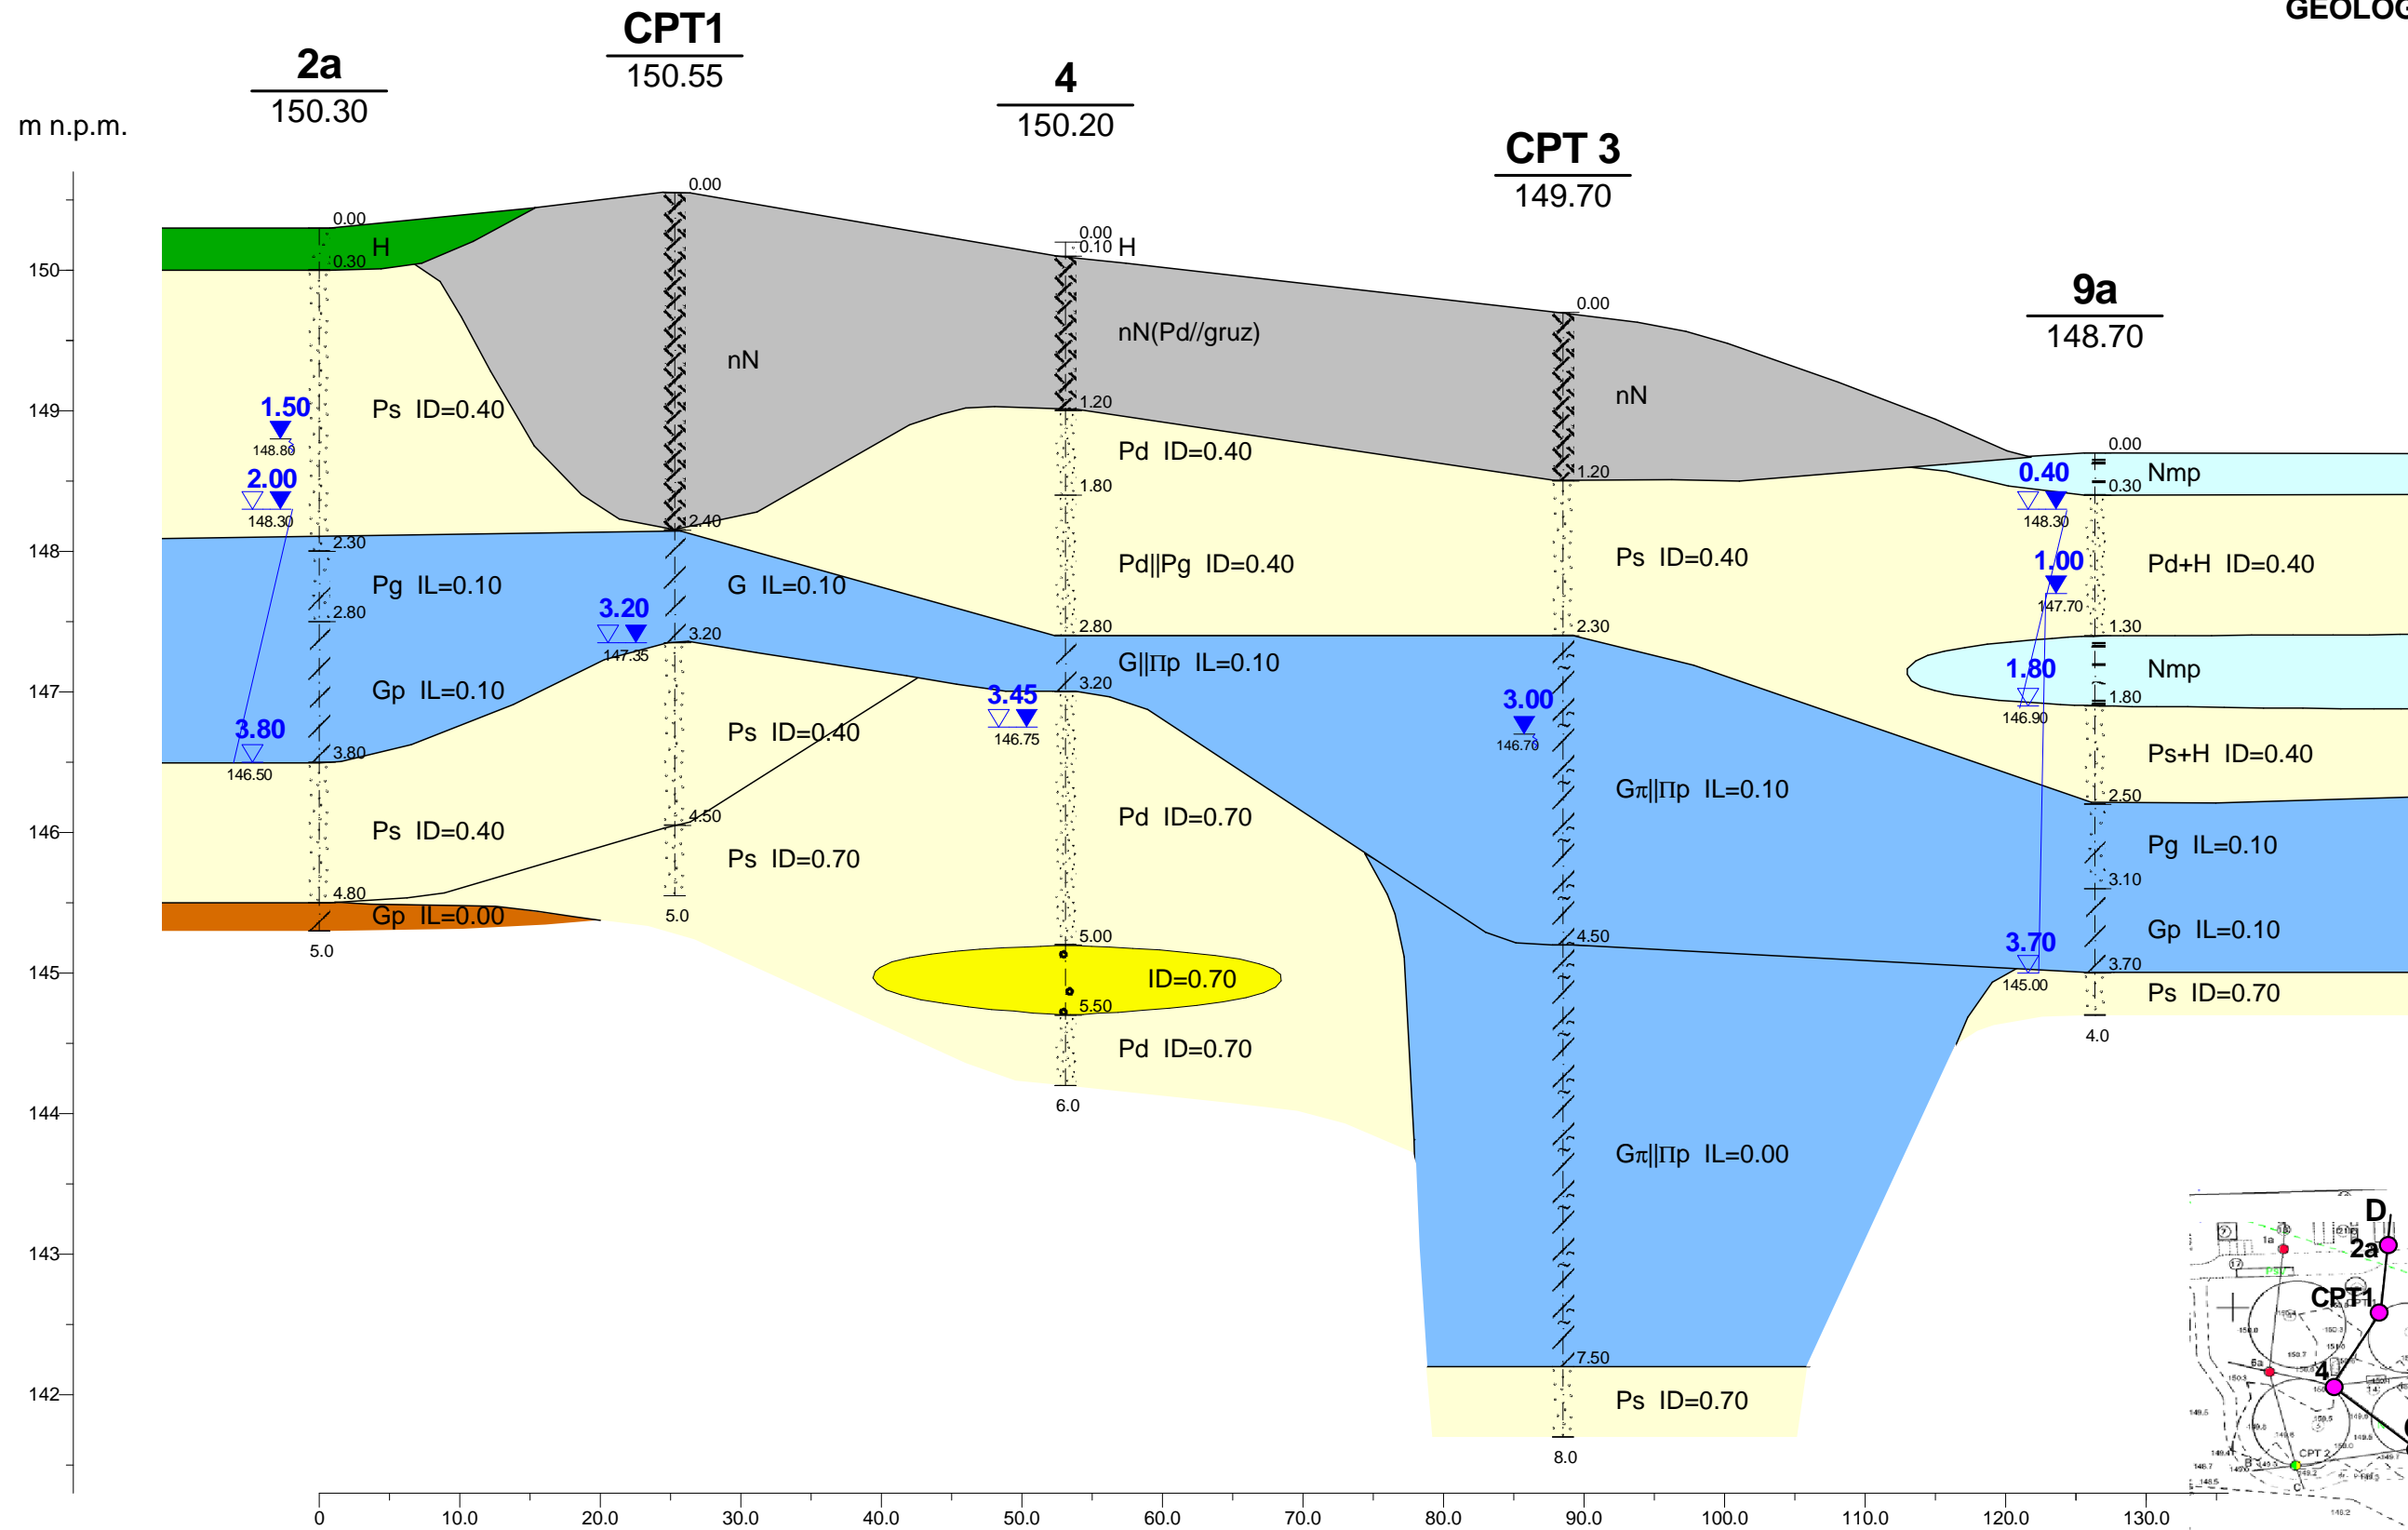 GEOLOG
CPT1
150.55
2a
150.30
4
150.20
m n.p.m.
CPT 3
149.70
9a
148.70
0.00
0.00
H
0.30
0.00
0.10 H
150
0.00
nN(Pd//gruz)
nN
nN
149
1.50
148.80
Ps ID=0.40
1.20
Pd ID=0.40
0.00
2.00
148.30
1.80
1.20
0.40
148.30
Nmp
0.30
148
2.30
2.40
Pg IL=0.10
G IL=0.10
Pd||Pg ID=0.40
Ps ID=0.40
1.00
147.70
Pd+H ID=0.40
2.80
3.20
147.35
3.20
2.80
2.30
1.30
147
Gp IL=0.10
G||Πp IL=0.10
3.20
1.80
146.90
Nmp
1.80
3.80
146.50
3.80
Ps ID=0.40
3.45
146.75
3.00
146.70
Ps+H ID=0.40
Gπ||Πp IL=0.10
2.50
146
Ps ID=0.40
4.50
Pd ID=0.70
Pg IL=0.10
Ps ID=0.70
4.80
Gp IL=0.00
5.0
5.0
5.00
4.50
3.10
Gp IL=0.10
145
ID=0.70
5.50
3.70
145.00
3.70
Ps ID=0.70
4.0
Pd ID=0.70
144
6.0
Gπ||Πp IL=0.00
143
7.50
142
Ps ID=0.70
8.0
D
1a
2a
CPT1
6a
4
CPT 2
B
C
0 10.0 20.0 30.0 40.0 50.0 60.0 70.0 80.0 90.0 100.0 110.0 120.0 130.0